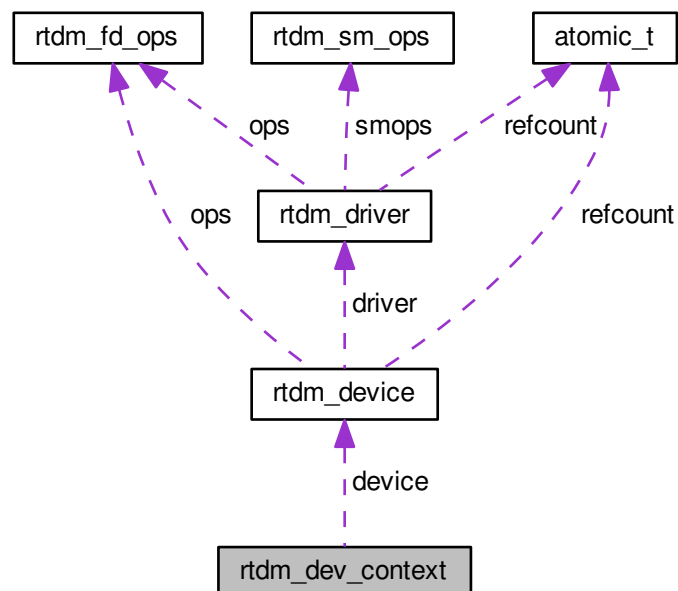 rtdm_fd_ops
rtdm_sm_ops
atomic_t
ops
smops
refcount
rtdm_driver
ops
refcount
driver
rtdm_device
device
rtdm_dev_context